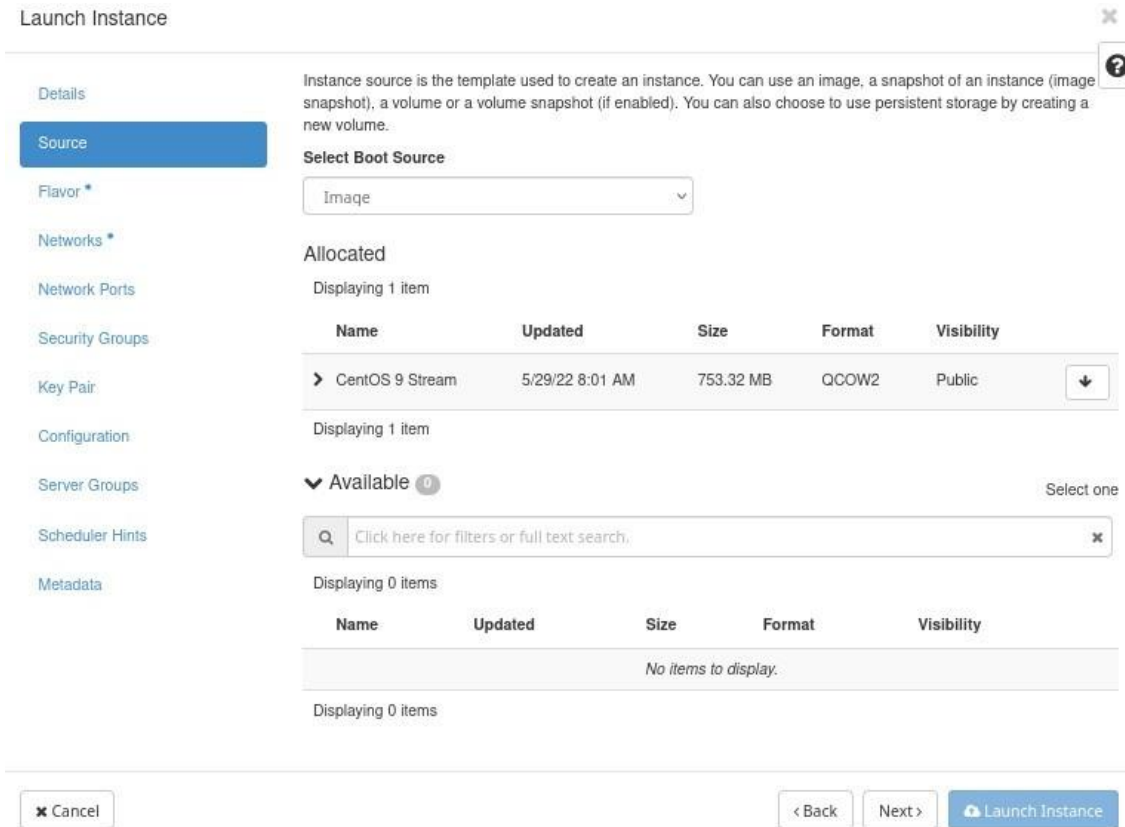 Launch Instance
Details
Source
Flavor *
Networks *
Network Ports
Security Groups
Key Pair
Configuration
Server Groups
Scheduler Hints
Metadata
Instance source is the template used to create an instance. You can use an image, a snapshot of an instance (image
snapshot), a volume or a volume snapshot (if enabled). You can also choose to use persistent storage by creating a
new volume.
Select Boot Source
Image
Allocated
Displaying 1 item
Name Updated Size Format Visibility
CentOS 9 Stream 5/29/22 8:01 AM 753.32 MB QCOW2 Public
Displaying 1 item
Available 0
Select one
Click here for filters or full text search.
Displaying 0 items
Name Updated Size Format Visibility
No items to display.
Displaying 0 items
Cancel
‹ Back
Next ›
Launch Instance